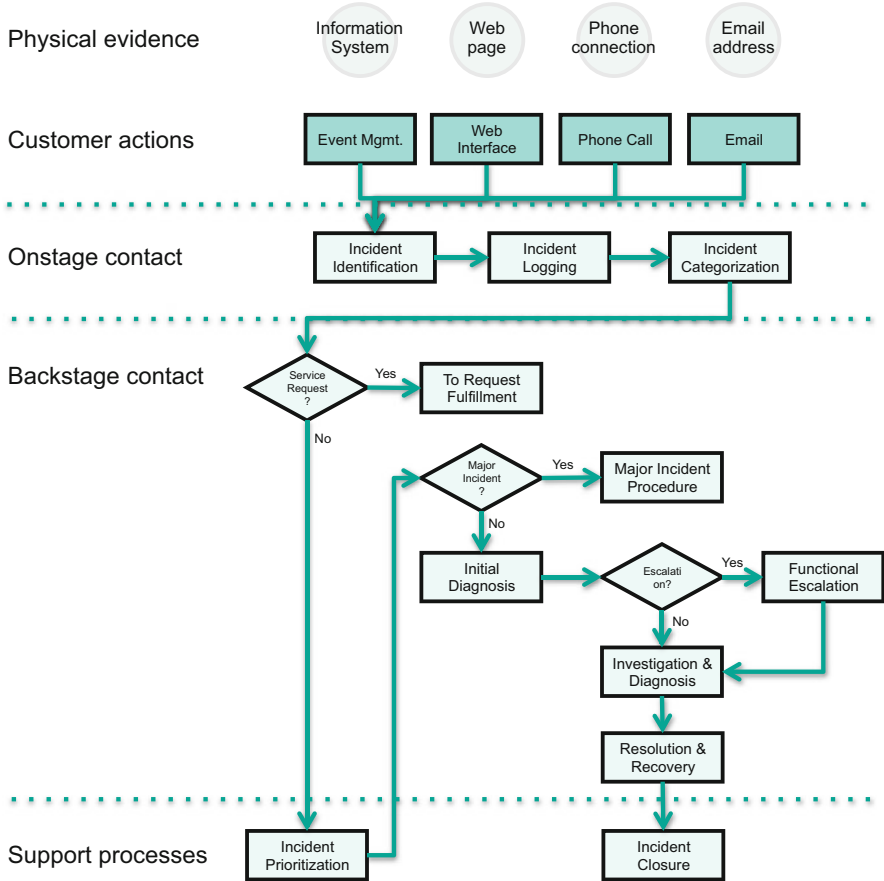 Physical evidence
Information
System
Web
page
Phone
connection
Email
address
Customer actions
Event Mgmt.
Web
Interface
Phone Call
Email
Onstage contact
Incident
Identification
Incident
Logging
Incident
Categorization
Backstage contact
Service
Request
?
Yes
To Request
Fulfillment
No
Major
Incident
?
Yes
Major Incident
Procedure
No
Initial
Diagnosis
Escalati
on?
Yes
Functional
Escalation
No
Investigation &
Diagnosis
Resolution &
Recovery
Support processes
Incident
Prioritization
Incident
Closure